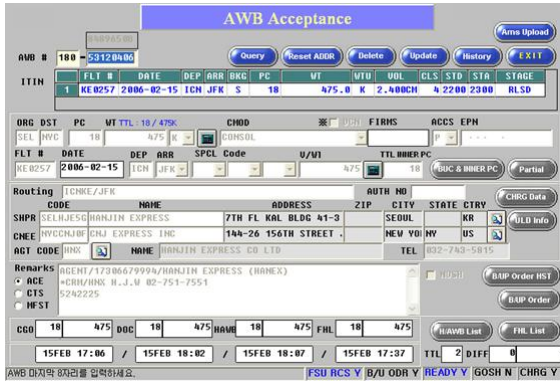 AWB Acceptance
Ams Upload
AWB # 180 - 53120406 Query Reset ADDR Delete Update History EXIT
ITIN FLT # DATE DEP ARR BKG PC WT WTU VOL CLS STD STA STAGE
1 KE0257 2006-02-15 ICN JFK S 18 475.0 K 2.400CM 4 2200 2300 RLSD
ORG DST PC WT TTL : 18 / 475K CMOD FIRMS ACCS EPN
SEL NYC 18 475 K CONSOL P
FLT # DATE DEP ARR SPCL Code U/W1 TTL INNER PC
KE0257 2006-02-15 ICN JFK 475 18 BUC & INNER PC Partial
Routing ICNKE/JFK AUTH NO CHRG Data
CODE NAME ADDRESS ZIP CITY STATE CTRY
SHPR SELHJESG HANJIN EXPRESS 7TH FL KAL BLDG 41-3 SEOUL KR ULD Info
CNEE NYCCNJ0F CNJ EXPRESS INC 144-26 156TH STREET . NEW YOI NY US
AGT CODE HNX NAME HANJIN EXPRESS CO LTD TEL 032-743-5815
Remarks AGENT/17306679994/HANJIN EXPRESS (HANEX)
ACE *CRM/HNX H.J.W 02-751-7551 B/UP Order HST
CTS 5242225
MFST B/UP Order
CGO 18 475 DOC 18 475 HAWB 18 475 FHL 18 475 H/AWB List FHL List
15FEB 17:06 / 15FEB 18:02 / 15FEB 18:07 / 15FEB 17:37 TTL 2 DIFF 0
AWB 마지막 8자리를 입력하세요. FSU RCS Y B/U ODR Y READY Y GOSH N CHRG Y